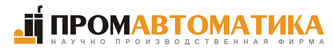 ПРОМАВТОМАТИКА
НАУЧНО ПРОИЗВОДСТВЕННАЯ ФИРМА